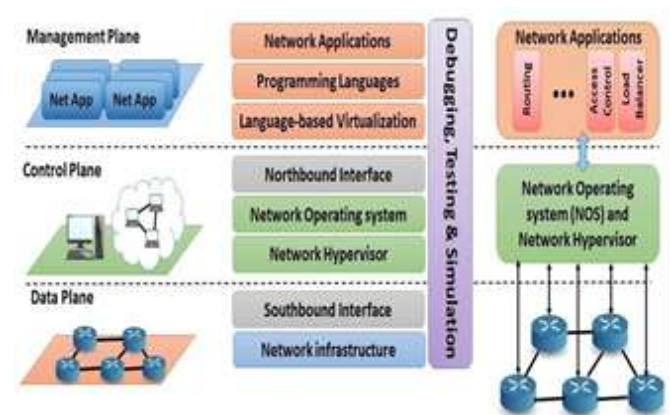 Management Plane
Net App
Net App
Network Applications
Programming Languages
Language-based Virtualization
Control Plane
Northbound Interface
Network Operating system
Network Hypervisor
Data Plane
Southbound Interface
Network infrastructure
Debugging, Testing & Simulation
Network Applications
Routing
•••
Access
Control
Load
Balancer
Network Operating
system (NOS) and
Network Hypervisor